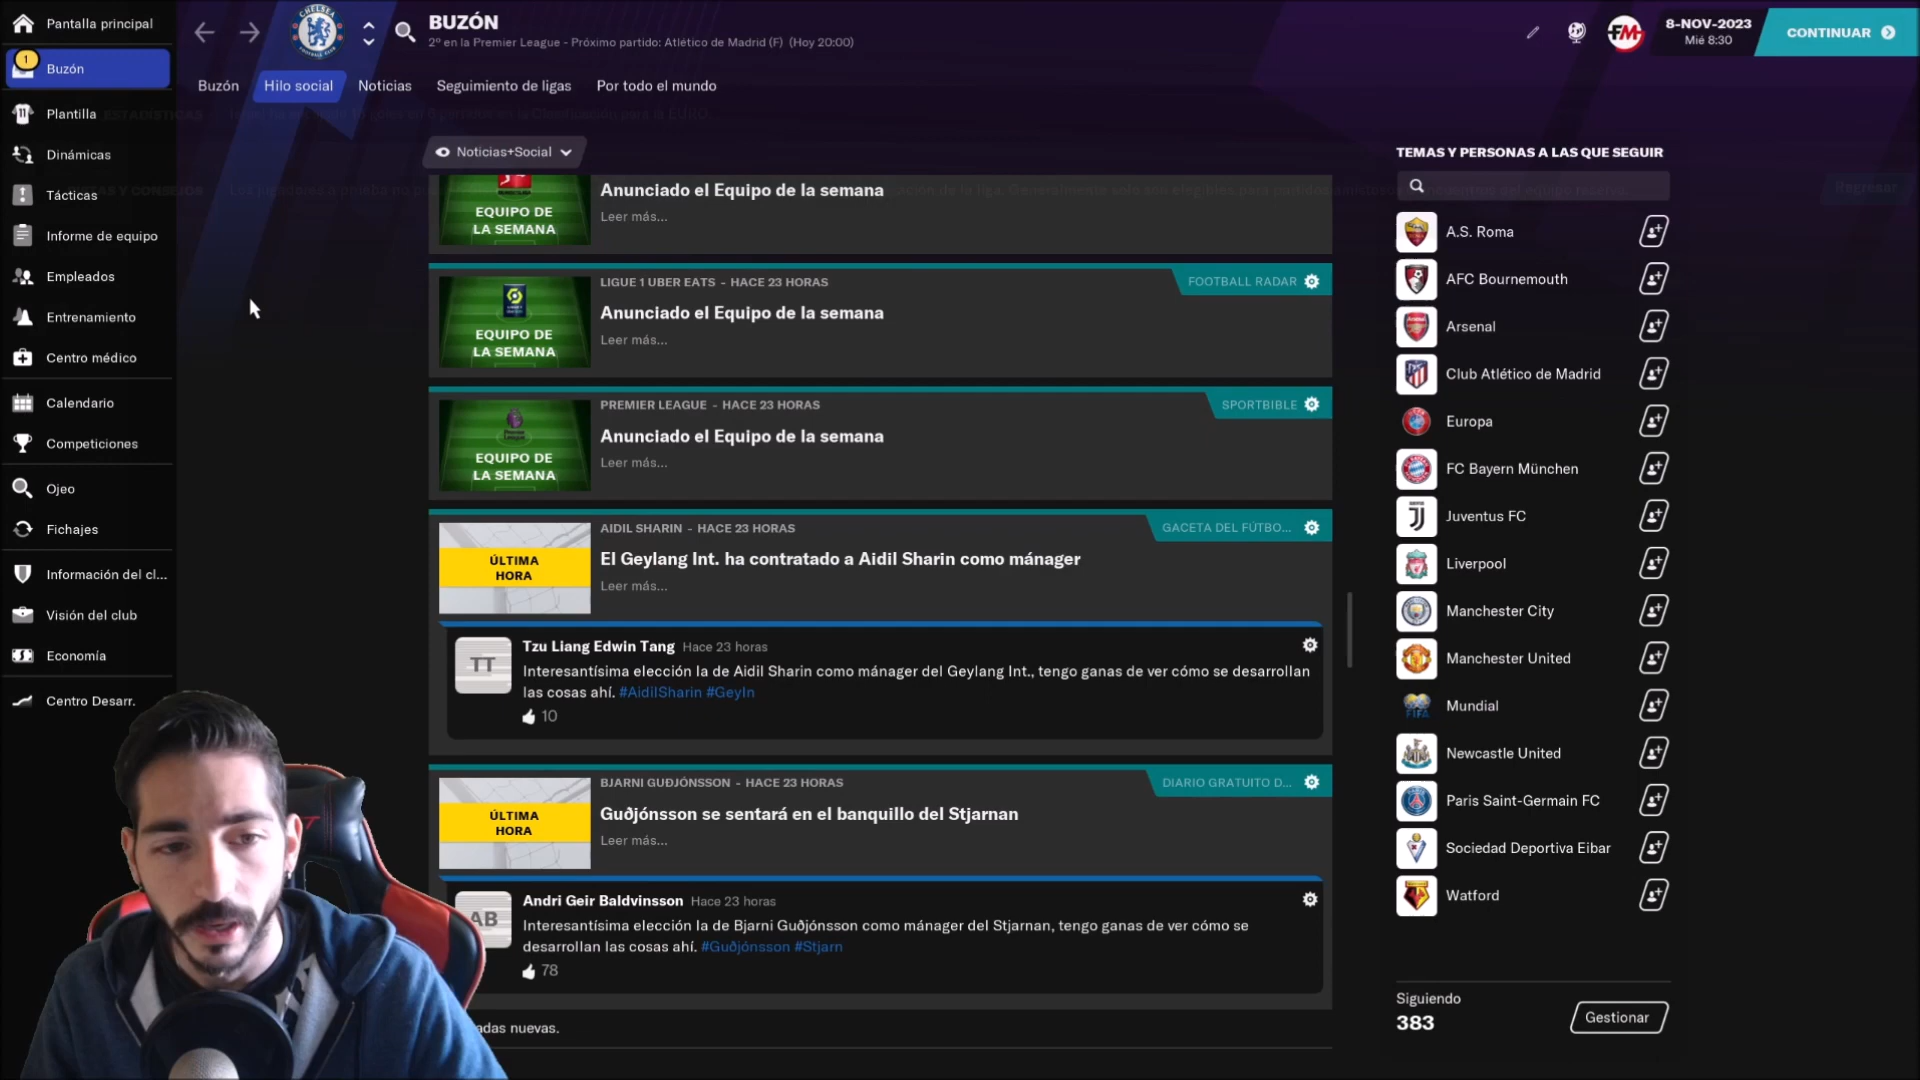 Pantalla principal
1
Buzón
Plantilla
Dinámicas
Tácticas
Informe de equipo
Empleados
Entrenamiento
Centro médico
Calendario
Competiciones
Ojeo
Fichajes
Información del cl...
Visión del club
Economía
Centro Desarr.
BUZÓN
2º en la Premier League - Próximo partido: Atlético de Madrid (F) (Hoy 20:00)
FM
8-NOV-2023
Mié 8:30
CONTINUAR
Buzón
Hilo social
Noticias
Seguimiento de ligas
Por todo el mundo
Noticias+Social
EQUIPO DE
LA SEMANA
Anunciado el Equipo de la semana
Leer más...
EQUIPO DE
LA SEMANA
LIGUE 1 UBER EATS - HACE 23 HORAS
FOOTBALL RADAR
Anunciado el Equipo de la semana
Leer más...
EQUIPO DE
LA SEMANA
PREMIER LEAGUE - HACE 23 HORAS
SPORTBIBLE
Anunciado el Equipo de la semana
Leer más...
ÚLTIMA
HORA
AIDIL SHARIN - HACE 23 HORAS
GACETA DEL FÚTBO...
El Geylang Int. ha contratado a Aidil Sharin como mánager
Leer más...
TT
Tzu Liang Edwin Tang Hace 23 horas
Interesantísima elección la de Aidil Sharin como mánager del Geylang Int., tengo ganas de ver cómo se desarrollan
las cosas ahí. #AidilSharin #GeyIn
10
ÚLTIMA
HORA
BJARNI GUÐJÓNSSON - HACE 23 HORAS
DIARIO GRATUITO D...
Guðjónsson se sentará en el banquillo del Stjarnan
Leer más...
AB
Andri Geir Baldvinsson Hace 23 horas
Interesantísima elección la de Bjarni Guðjónsson como mánager del Stjarnan, tengo ganas de ver cómo se
desarrollan las cosas ahí. #Guðjónsson #Stjarn
78
adas nuevas.
TEMAS Y PERSONAS A LAS QUE SEGUIR
A.S. Roma
AFC Bournemouth
Arsenal
Club Atlético de Madrid
Europa
FC Bayern München
Juventus FC
Liverpool
Manchester City
Manchester United
Mundial
Newcastle United
Paris Saint-Germain FC
Sociedad Deportiva Eibar
Watford
Siguiendo
383
Gestionar